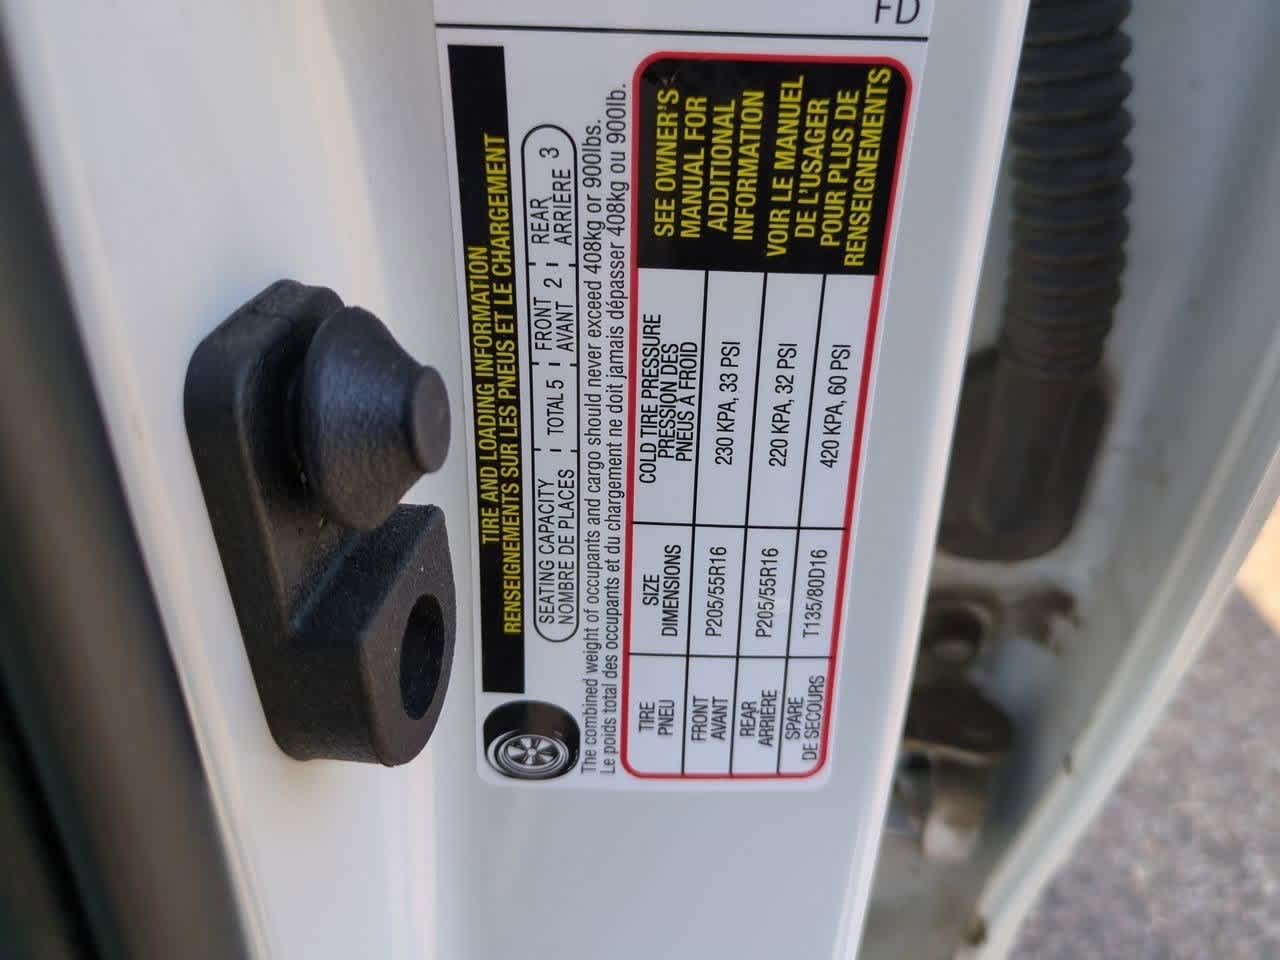 FD
TIRE AND LOADING INFORMATION
RENSEIGNEMENTS SUR LES PNEUS ET LE CHARGEMENT
SEATING CAPACITY
NOMBRE DE PLACES
TOTAL 5
FRONT
AVANT 2
REAR
ARRIÈRE 3
The combined weight of occupants and cargo should never exceed 408kg or 900lbs.
Le poids total des occupants et du chargement ne doit jamais dépasser 408kg ou 900lb.
TIRE
PNEU
SIZE
DIMENSIONS
COLD TIRE PRESSURE
PRESSION DES
PNEUS À FROID
FRONT
AVANT
P205/55R16
230 KPA, 33 PSI
REAR
ARRIÈRE
P205/55R16
220 KPA, 32 PSI
SPARE
DE SECOURS
T135/80D16
420 KPA, 60 PSI
SEE OWNER'S
MANUAL FOR
ADDITIONAL
INFORMATION
VOIR LE MANUEL
DE L'USAGER
POUR PLUS DE
RENSEIGNEMENTS